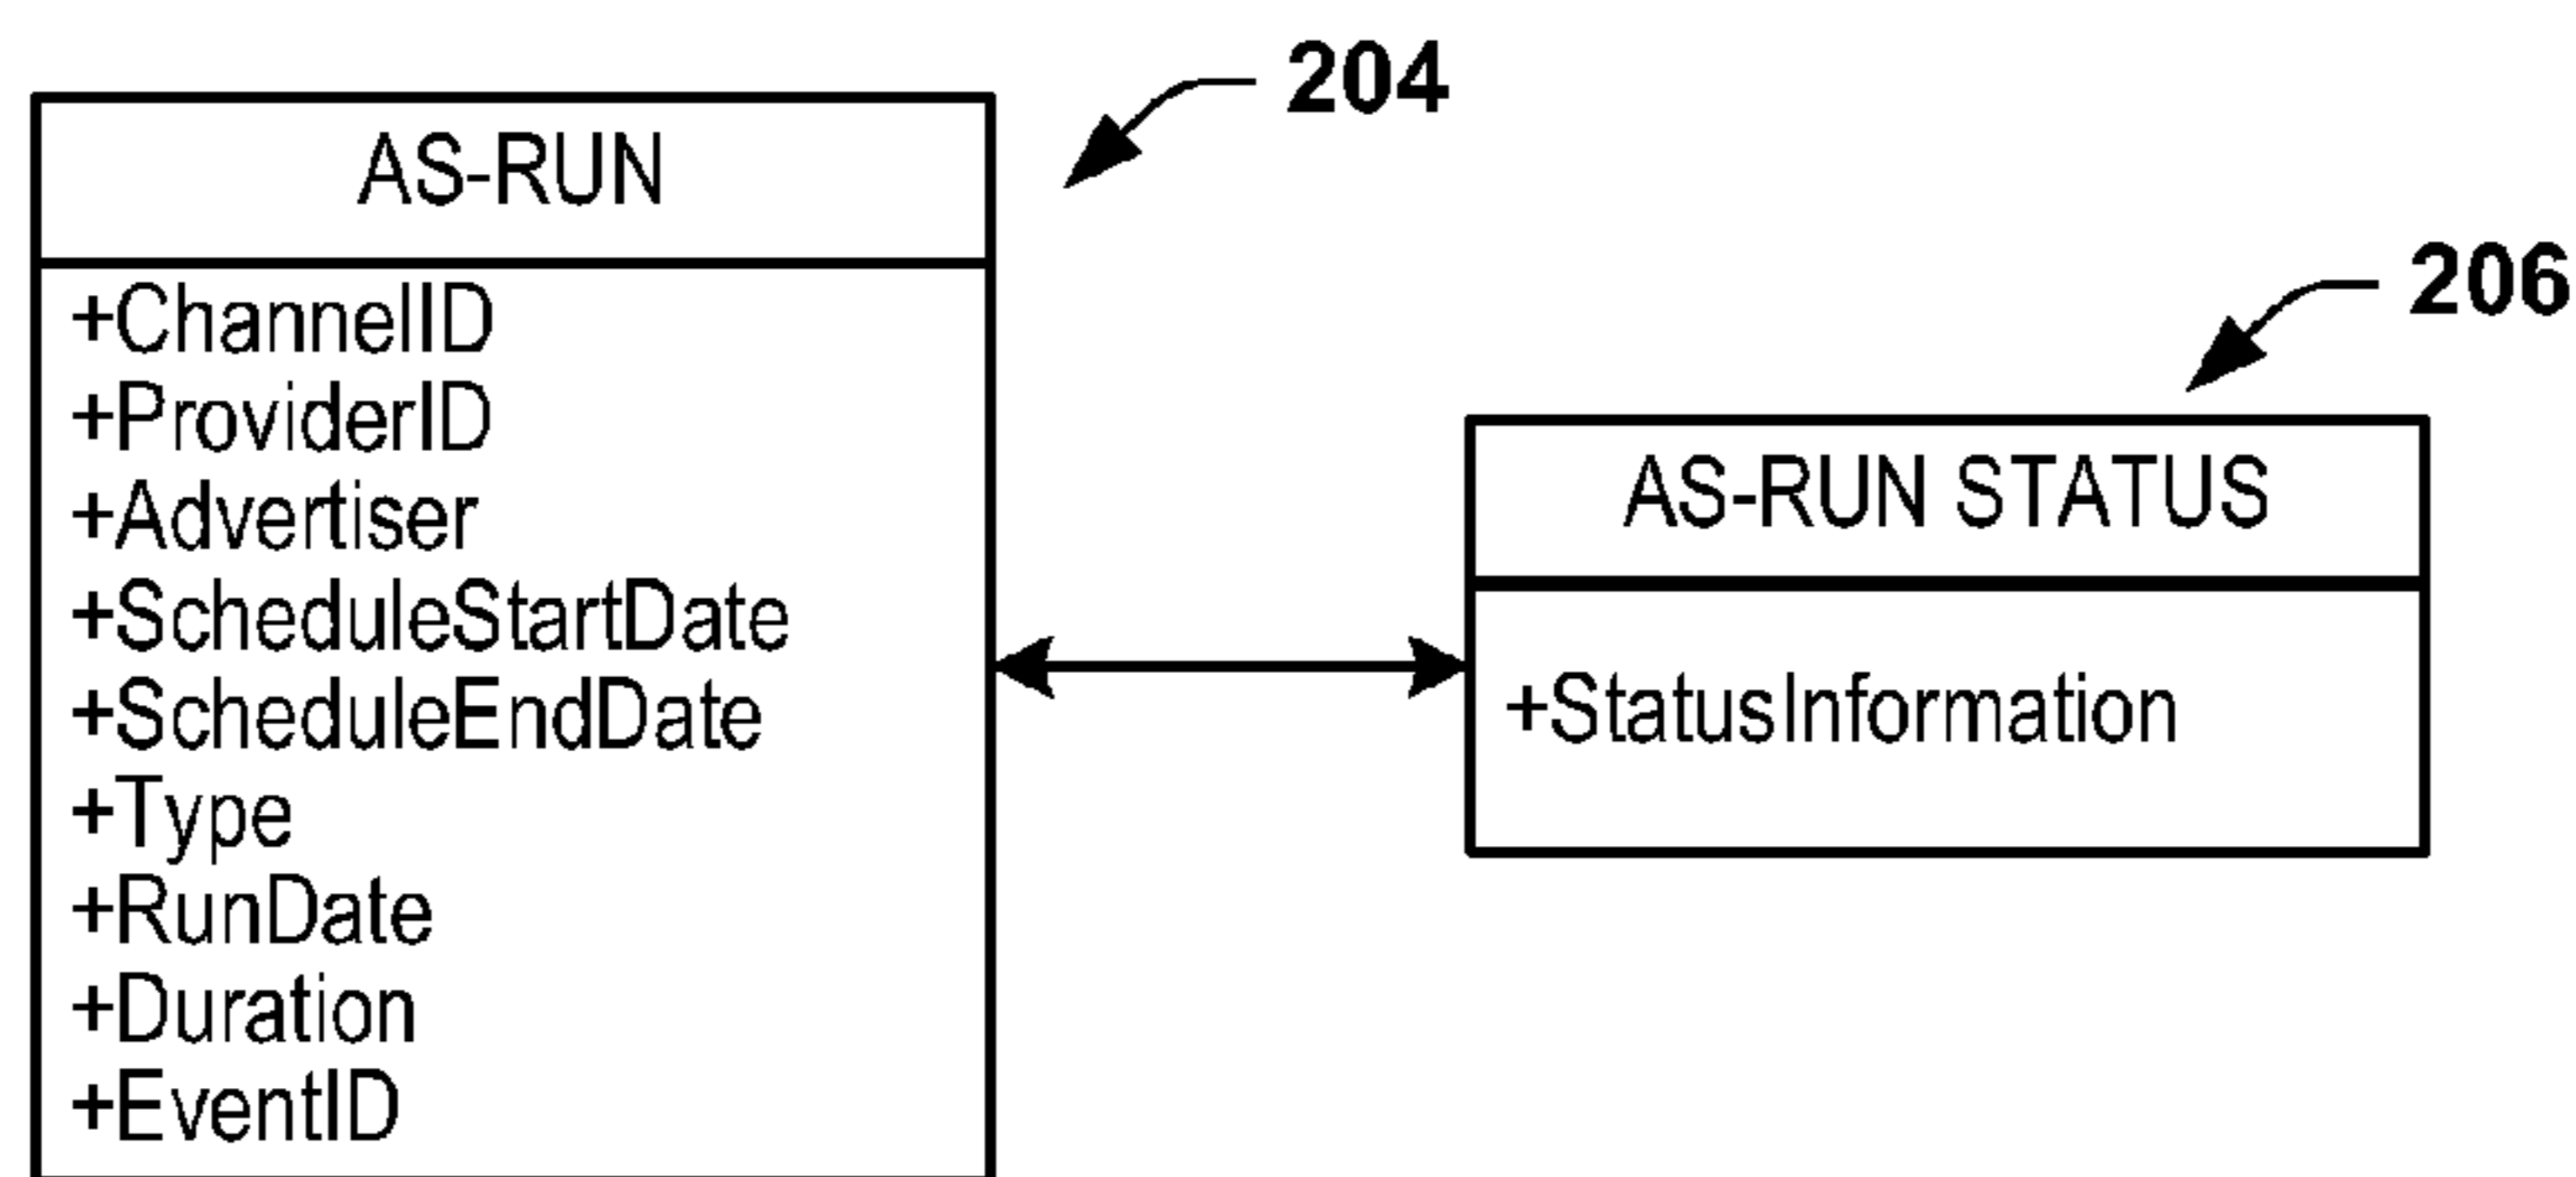 204
AS-RUN
+ChannelID
+ProviderID
+Advertiser
+ScheduleStartDate
+ScheduleEndDate
+Type
+RunDate
+Duration
+EventID
206
AS-RUN STATUS
+StatusInformation